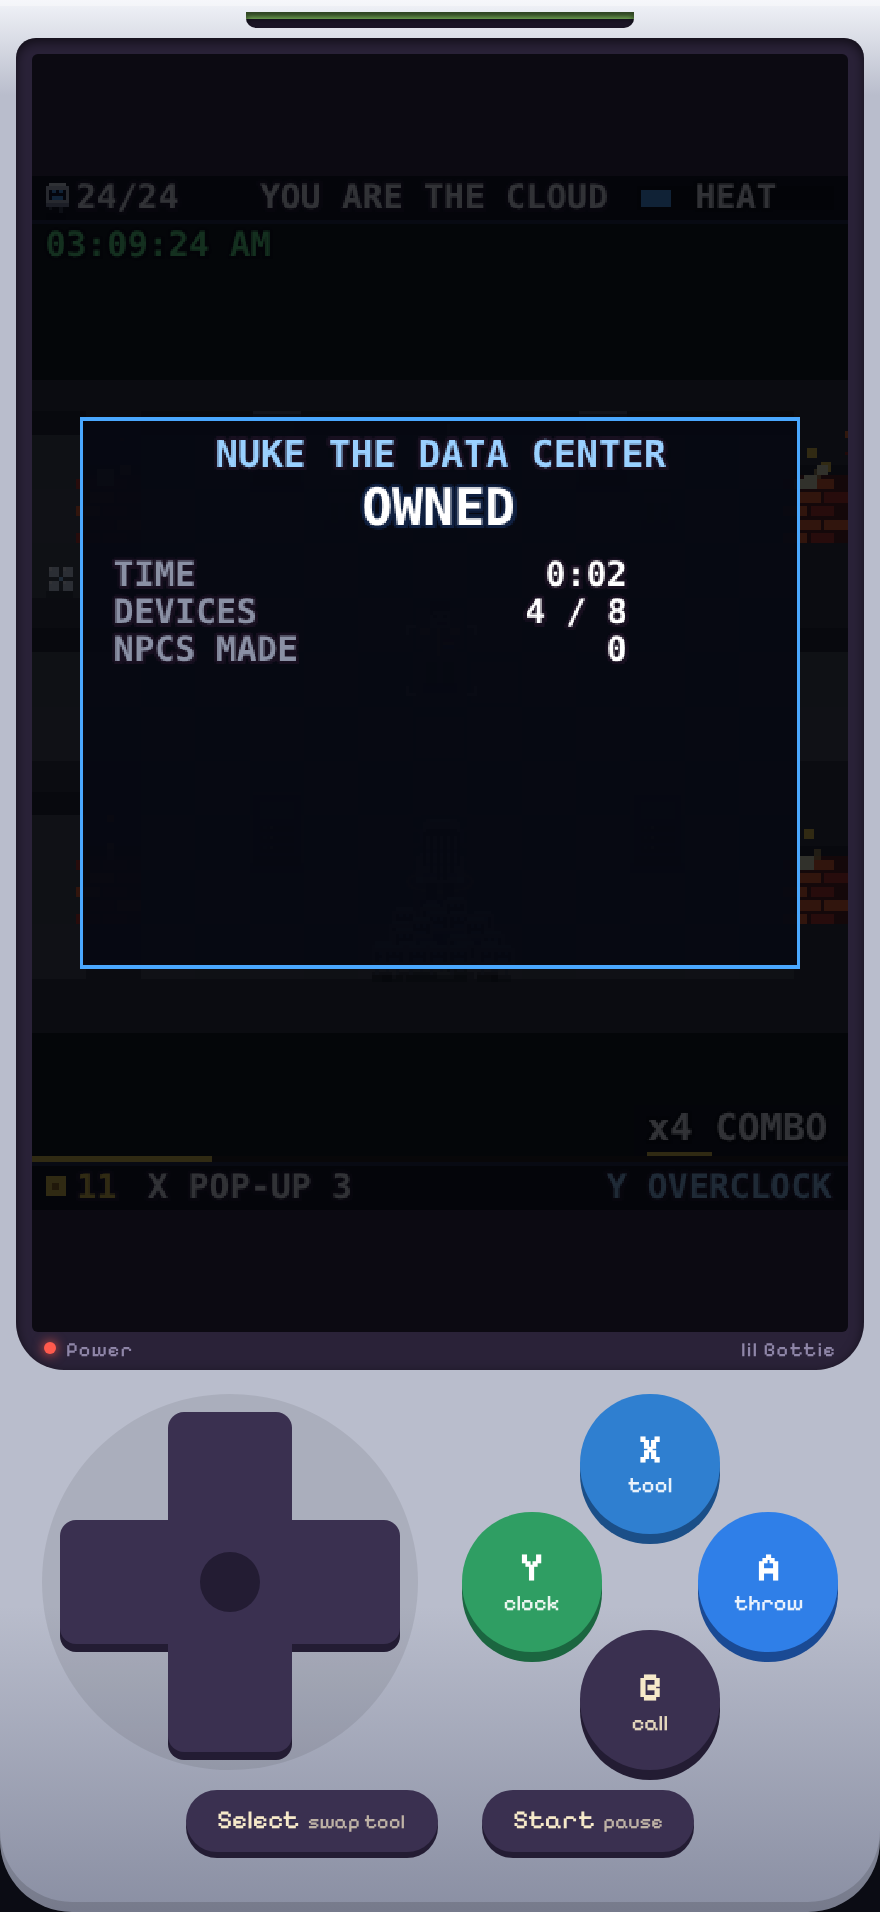 24/24 YOU ARE THE CLOUD HEAT
03:09:24 AM
NUKE THE DATA CENTER
OWNED
TIME 0:02
DEVICES 4 / 8
NPCS MADE 0
x4 COMBO
11 X POP-UP 3 Y OVERCLOCK
Power lil Bottie
X
tool
Y
clock
A
throw
B
call
Select swap tool
Start pause